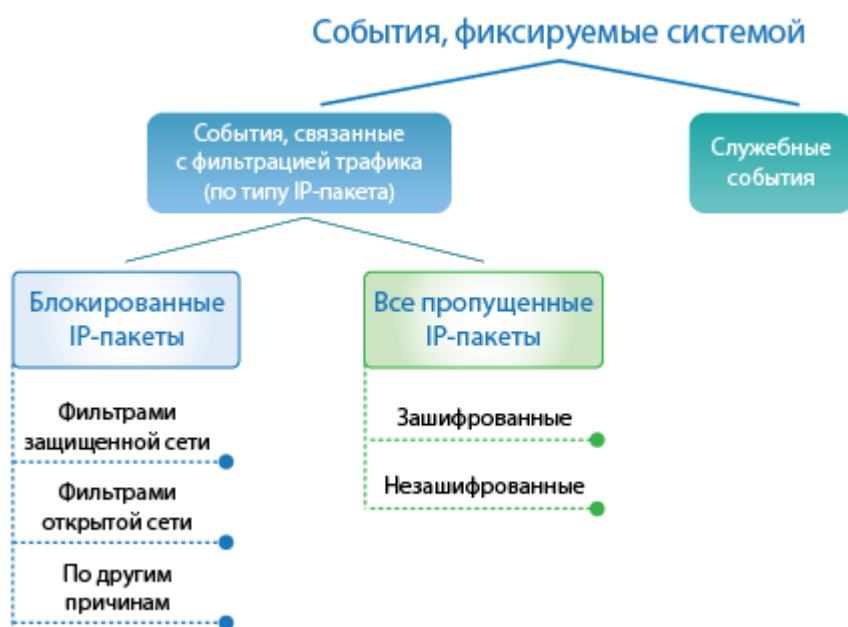 События, фиксируемые системой
События, связанные
с фильтрацией трафика
(по типу IP-пакета)
Служебные
события
Блокированные
IP-пакеты
Все пропущенные
IP-пакеты
Фильтрами
защищенной сети
Фильтрами
открытой сети
По другим
причинам
Зашифрованные
Незашифрованные